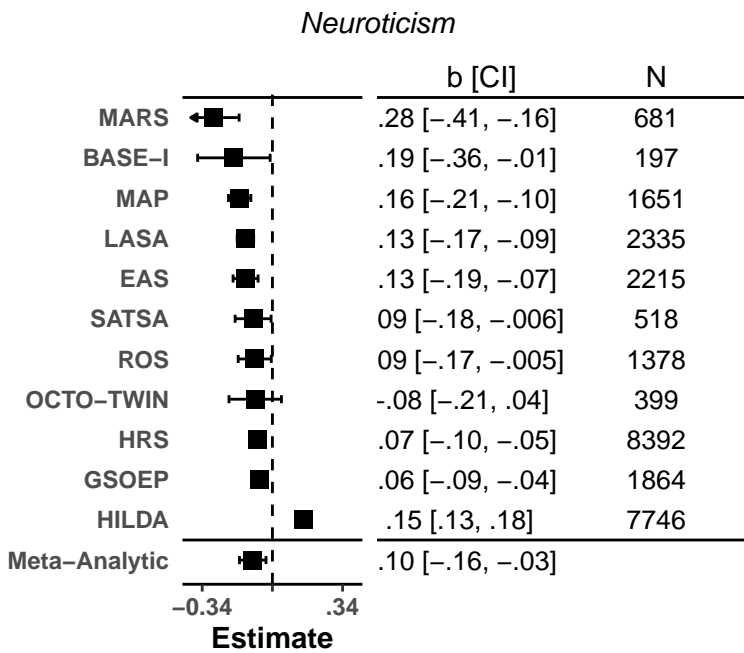 Neuroticism
b [CI] N
MARS .28 [−.41, −.16] 681
BASE−I .19 [−.36, −.01] 197
MAP .16 [−.21, −.10] 1651
LASA .13 [−.17, −.09] 2335
EAS .13 [−.19, −.07] 2215
SATSA 09 [−.18, −.006] 518
ROS 09 [−.17, −.005] 1378
OCTO−TWIN -.08 [−.21, .04] 399
HRS .07 [−.10, −.05] 8392
GSOEP .06 [−.09, −.04] 1864
HILDA .15 [.13, .18] 7746
Meta−Analytic .10 [−.16, −.03]
−0.34 .34
Estimate